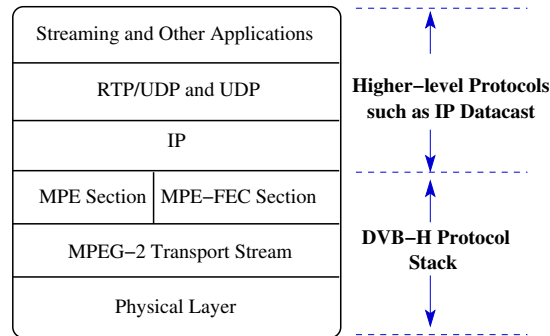 Streaming and Other Applications
RTP/UDP and UDP
IP
MPE Section
MPE−FEC Section
MPEG−2 Transport Stream
Physical Layer
Higher−level Protocols
such as IP Datacast
DVB−H Protocol
Stack